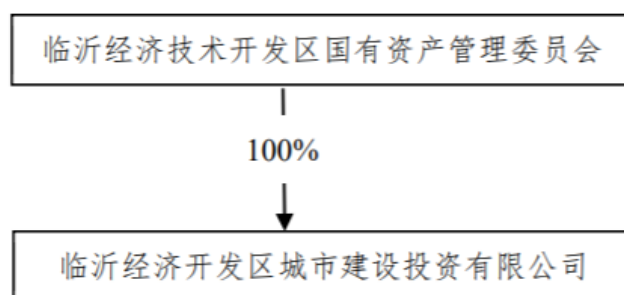 临沂经济技术开发区国有资产管理委员会
100%
临沂经济开发区城市建设投资有限公司